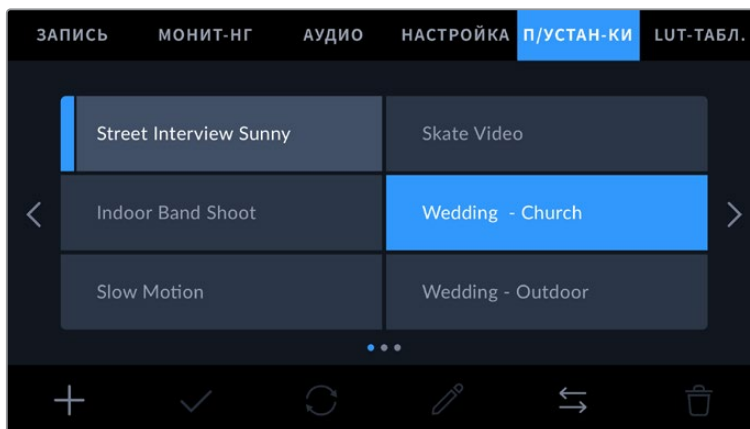 ЗАПИСЬ МОНИТ-НГ АУДИО НАСТРОЙКА П/УСТАН-КИ LUT-ТАБЛ.
Street Interview Sunny Skate Video
Indoor Band Shoot Wedding - Church
Slow Motion Wedding - Outdoor